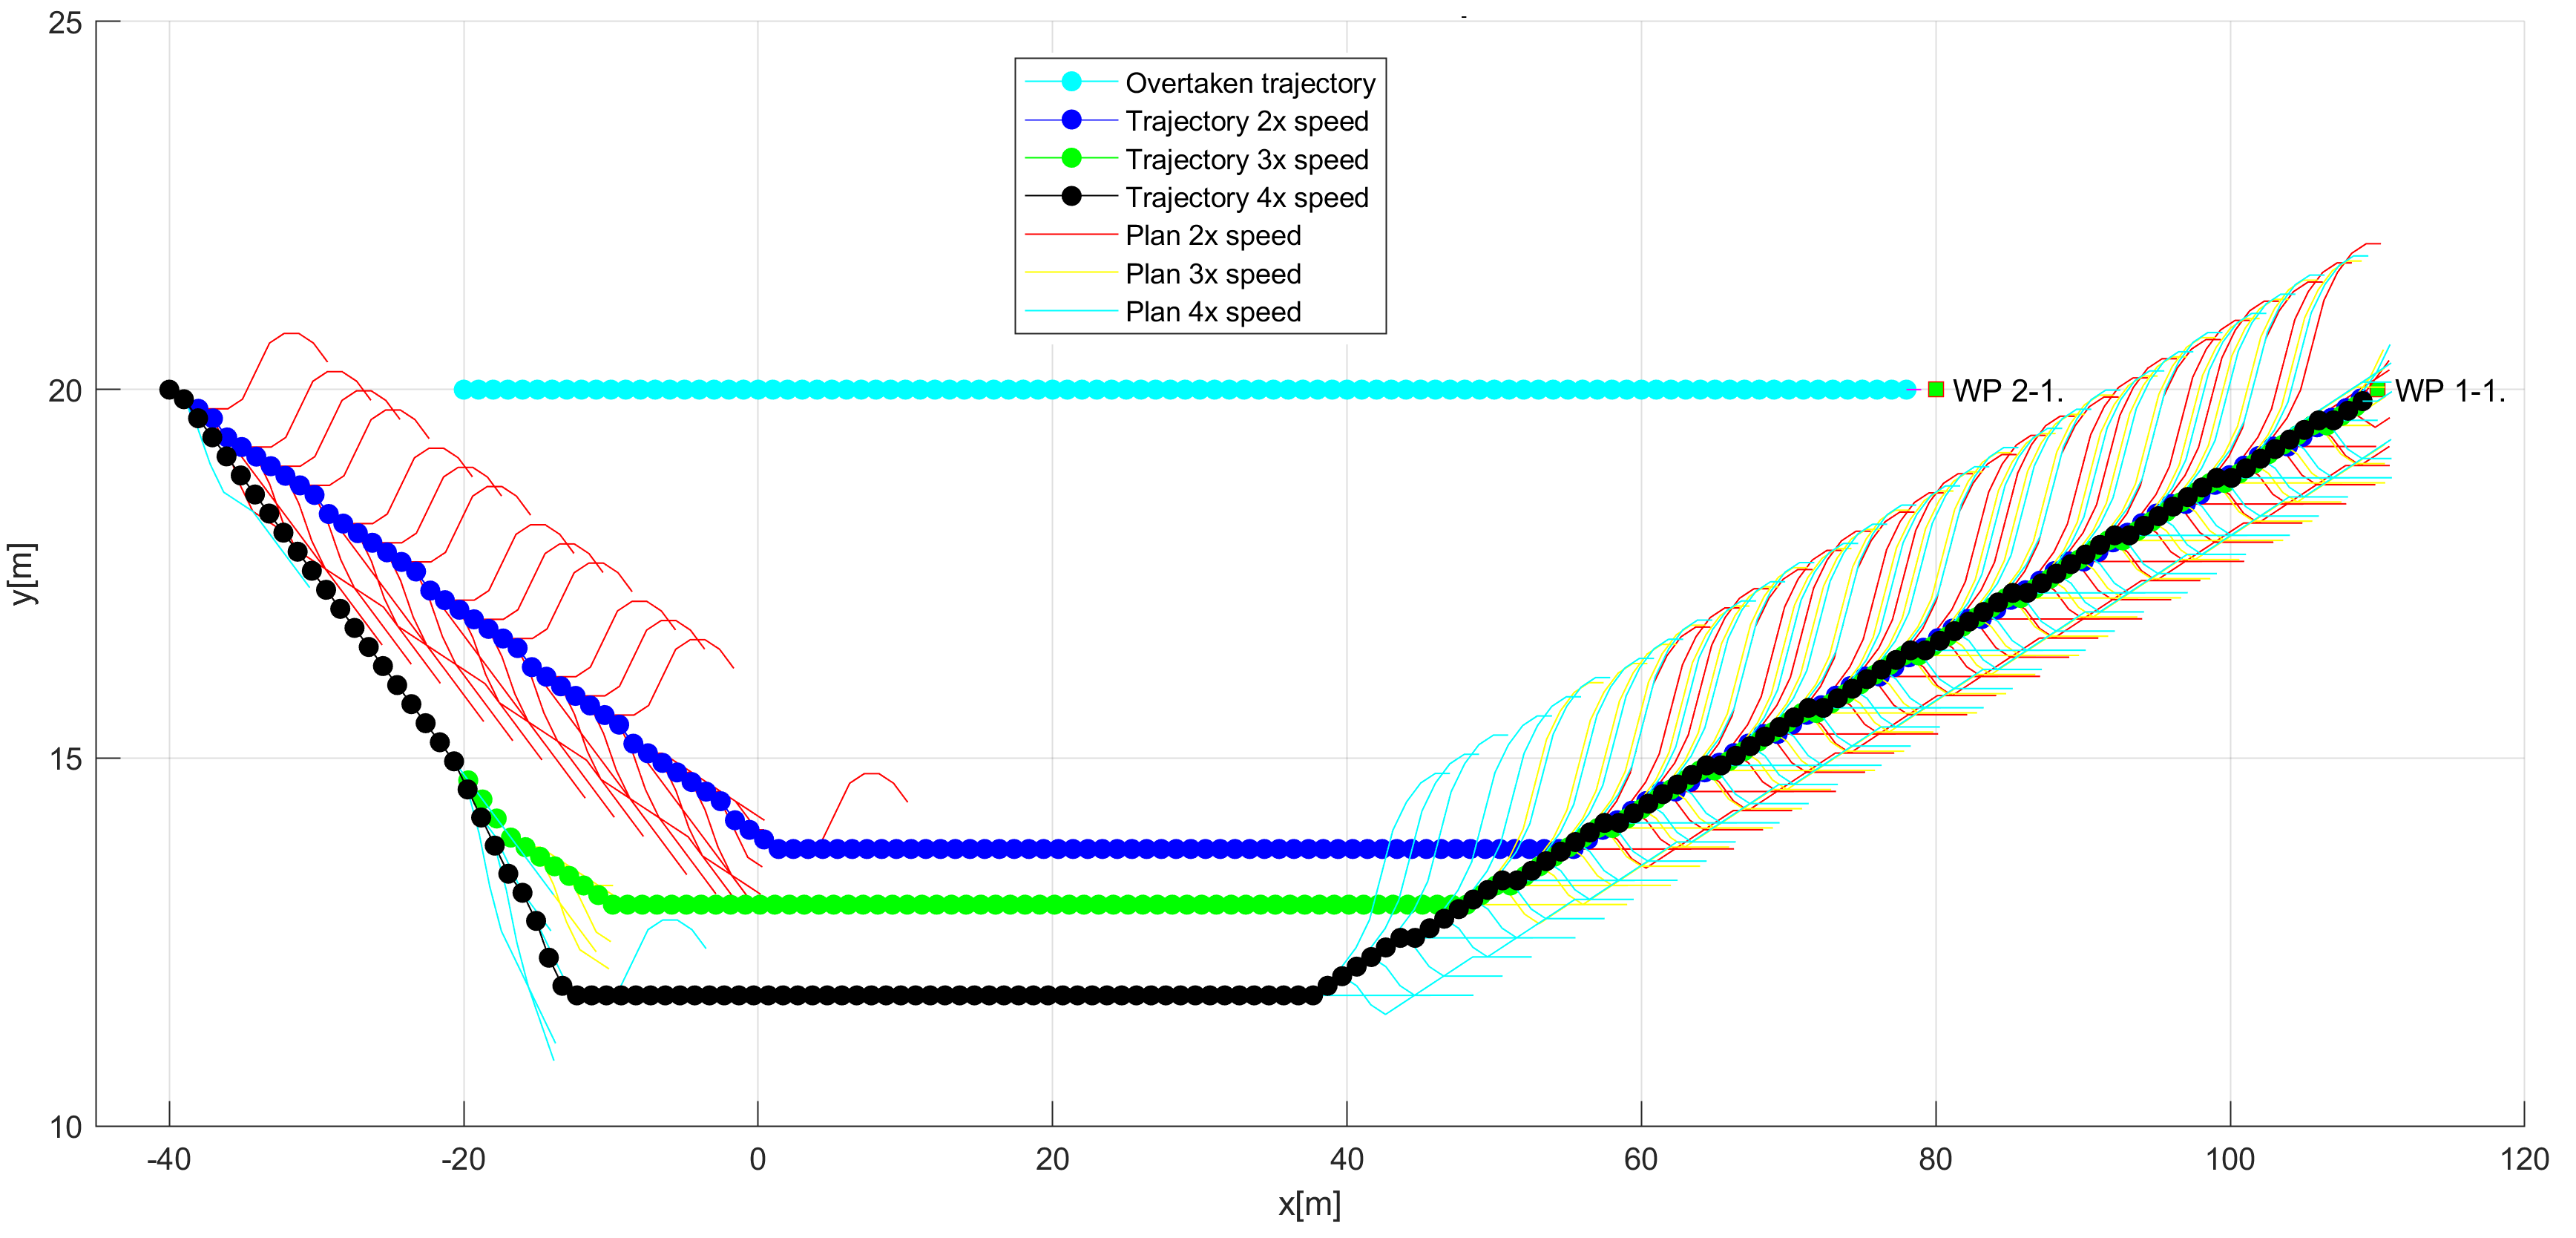 25
Overtaken trajectory
Trajectory 2x speed
Trajectory 3x speed
Trajectory 4x speed
Plan 2x speed
Plan 3x speed
Plan 4x speed
20
WP 2-1.
WP 1-1.
y[m]
15
10
-40 -20 0 20 40 60 80 100 120
x[m]